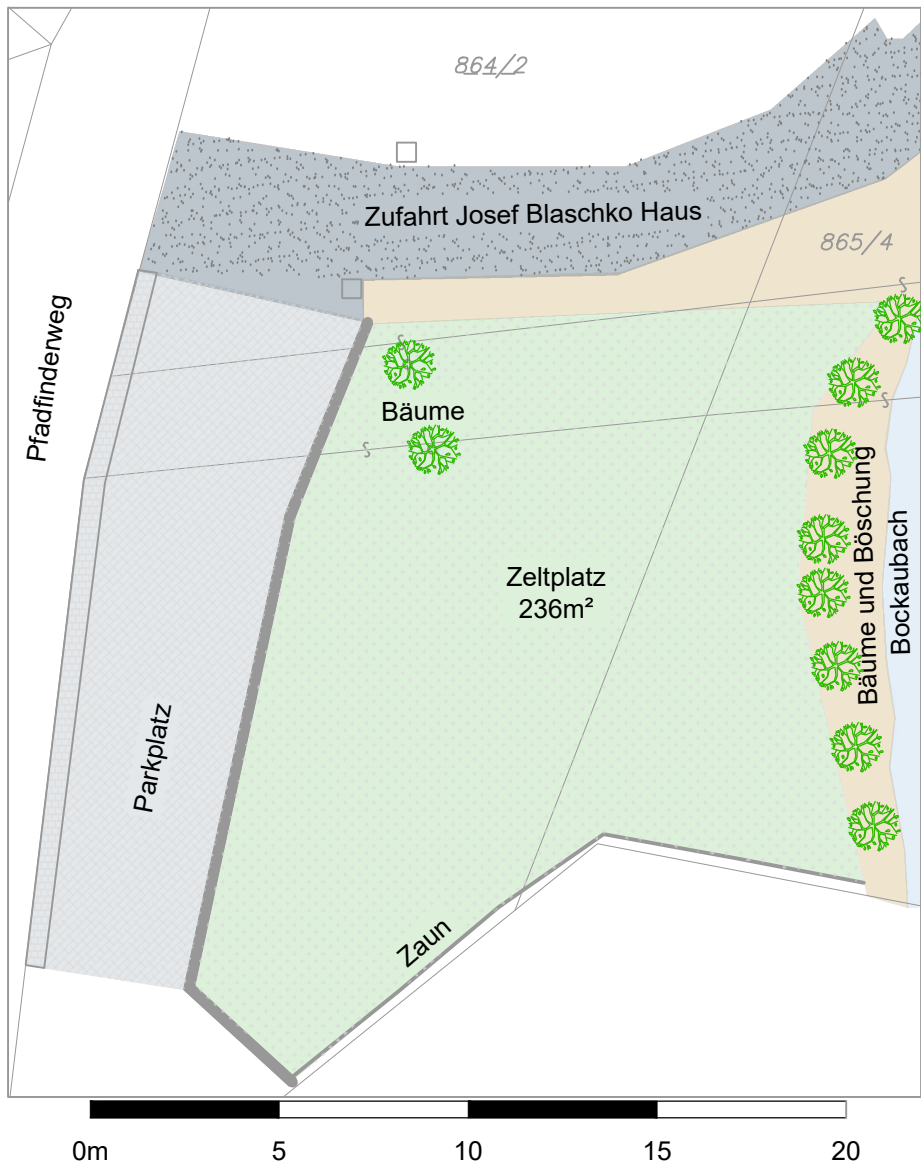 864/2
Zufahrt Josef Blaschko Haus
865/4
Pfadfinderweg
Bäume
Zeltplatz
236m²
Bäume und Böschung
Bockaubach
Parkplatz
Zaun
0m 5 10 15 20